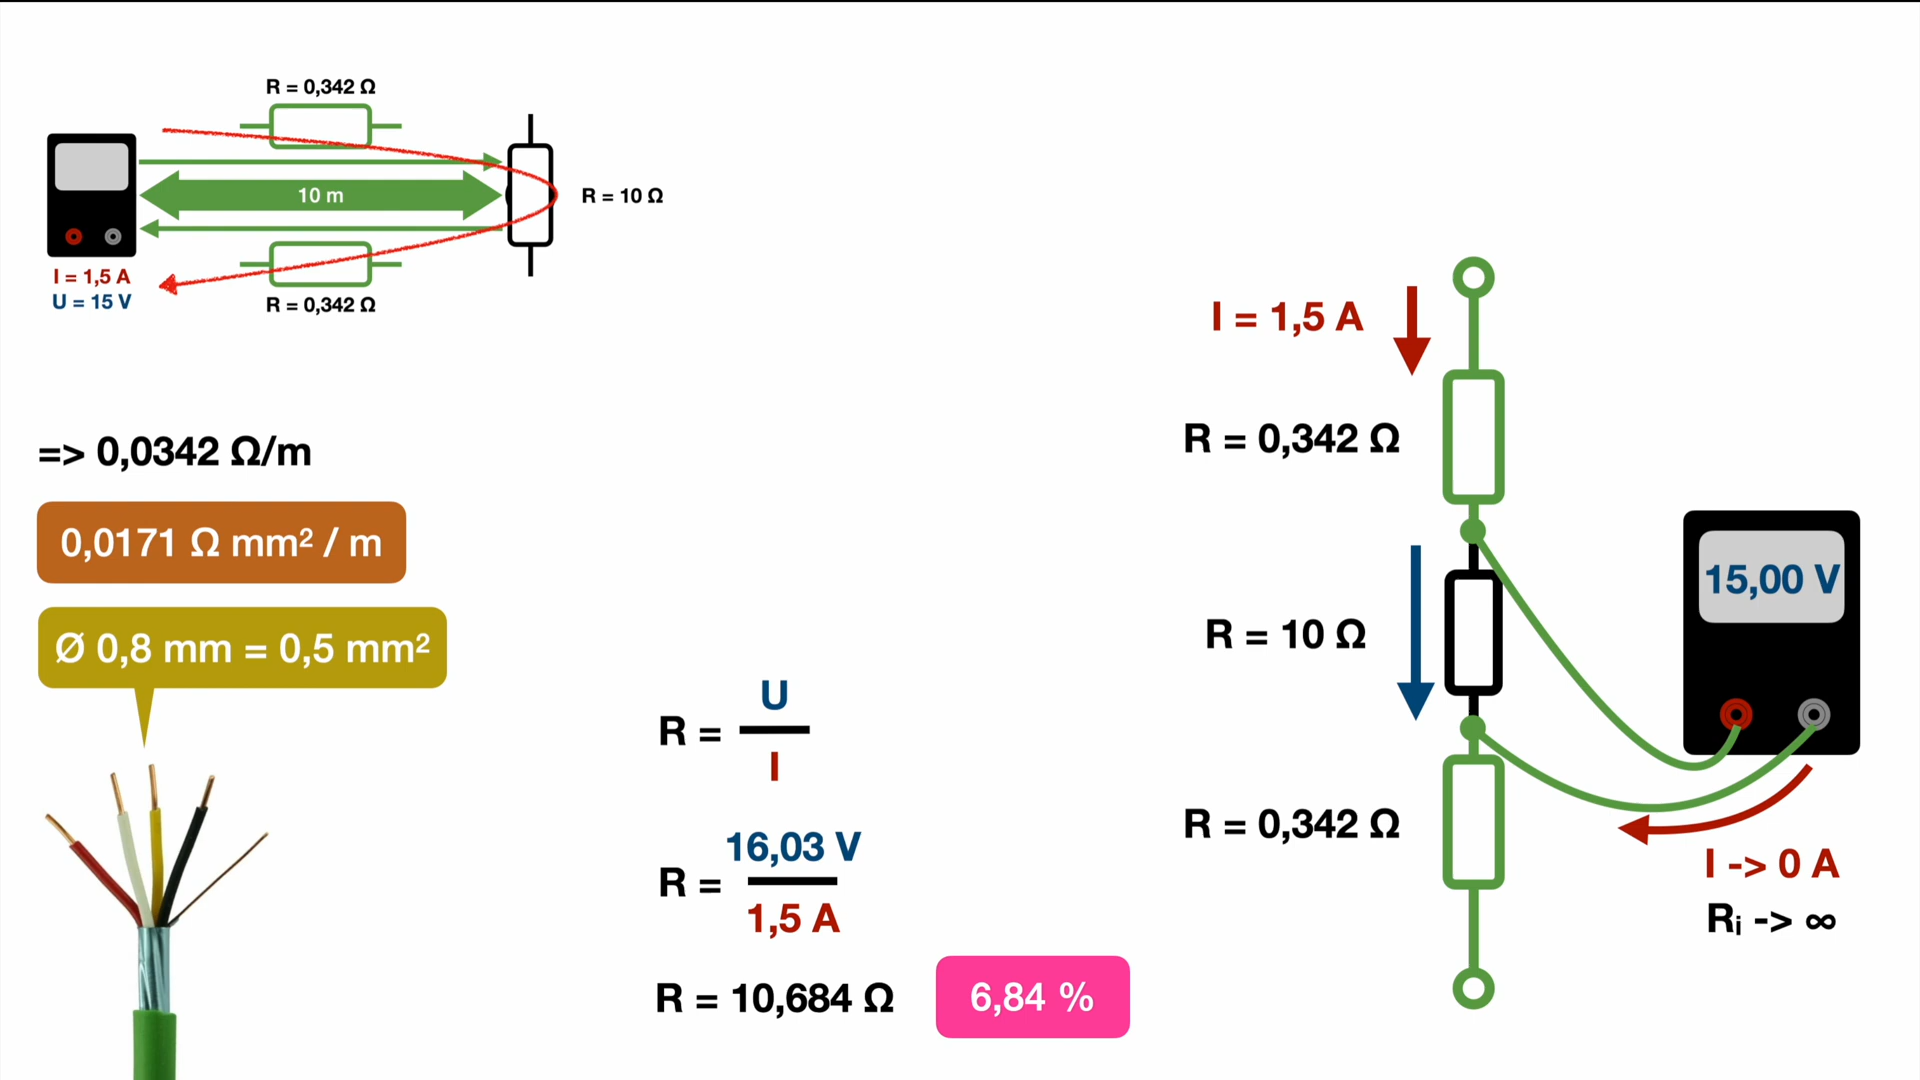 R = 0,342 Ω
10 m
R = 10 Ω
I = 1,5 A
U = 15 V
R = 0,342 Ω
=> 0,0342 Ω/m
0,0171 Ω mm² / m
Ø 0,8 mm = 0,5 mm²
R = U / I
R = 16,03 V / 1,5 A
R = 10,684 Ω
6,84 %
I = 1,5 A
R = 0,342 Ω
R = 10 Ω
R = 0,342 Ω
15,00 V
I -> 0 A
Rᵢ -> ∞